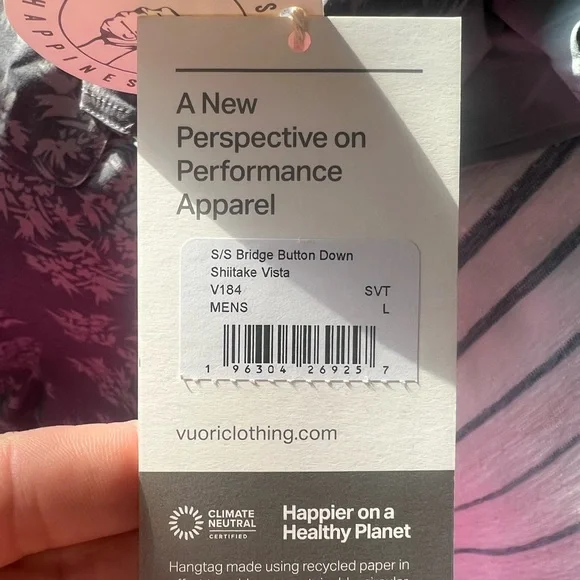 HAPPINES
A New
Perspective on
Performance
Apparel
S/S Bridge Button Down
Shiitake Vista
V184 SVT
MENS L
1 96304 26925 7
vuoriclothing.com
CLIMATE
NEUTRAL
CERTIFIED
Happier on a
Healthy Planet
Hangtag made using recycled paper in